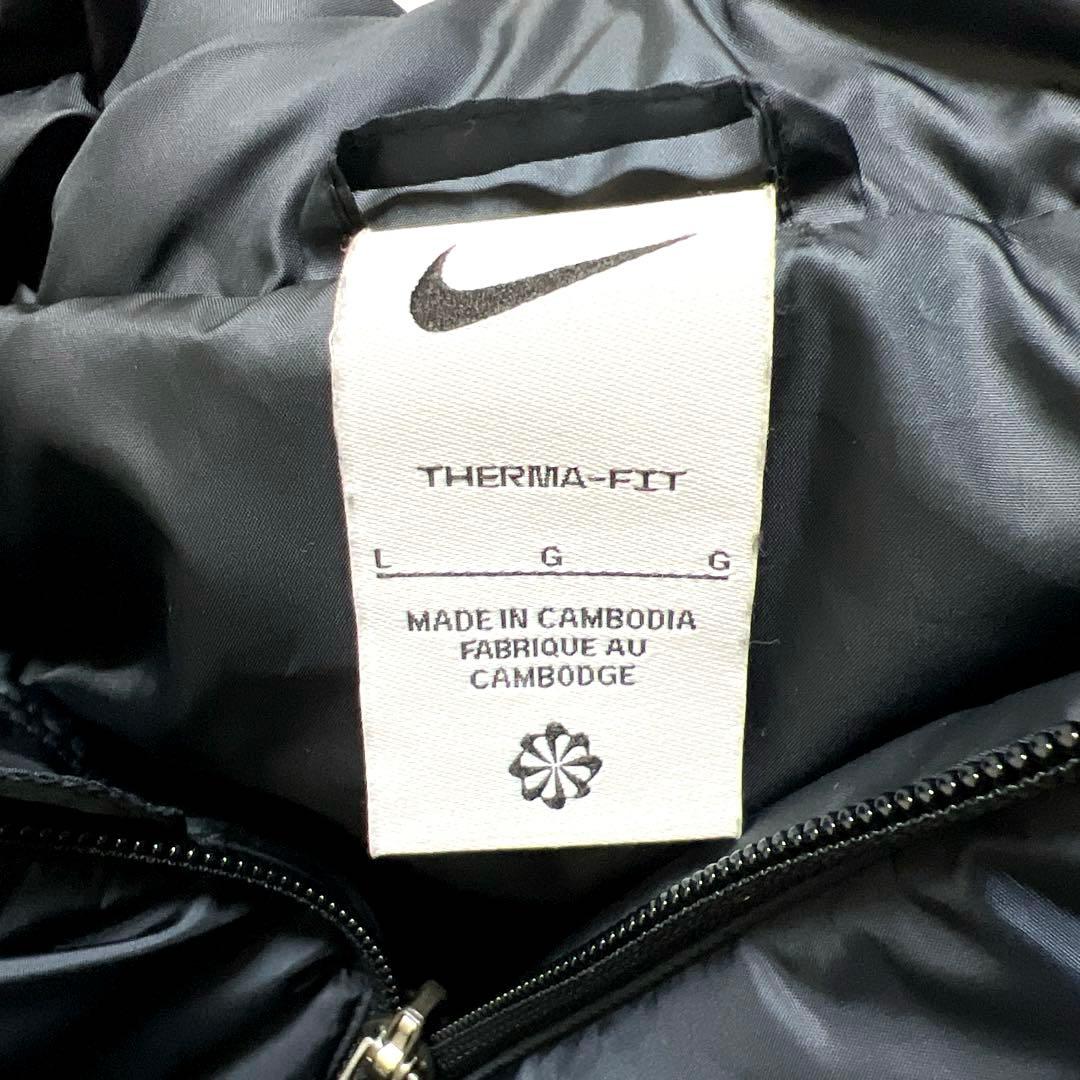 THERMA-FIT
L G G
MADE IN CAMBODIA
FABRIQUE AU
CAMBODGE